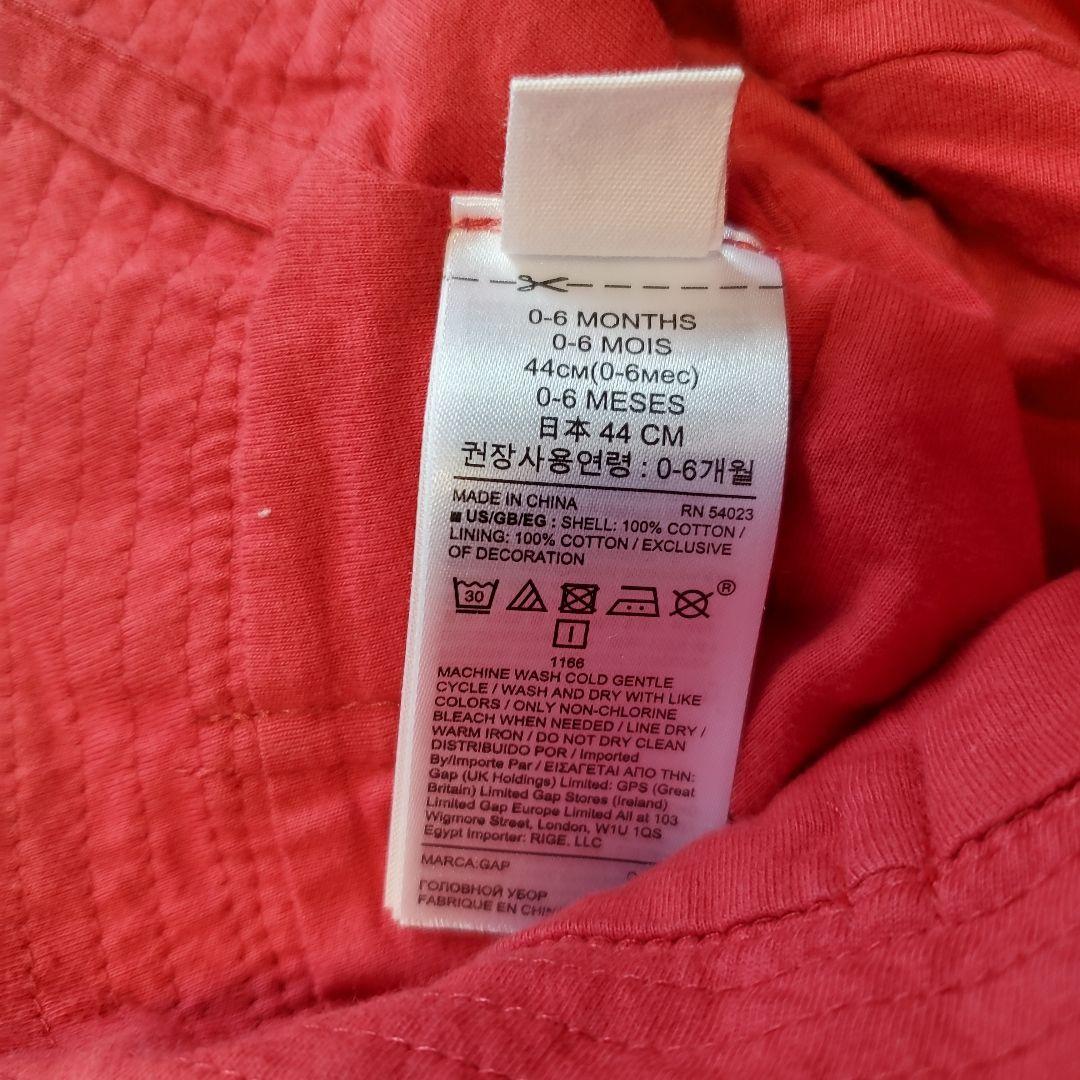 0-6 MONTHS
0-6 MOIS
44см(0-6мес)
0-6 MESES
日本 44 CM
권장사용연령 : 0-6개월
MADE IN CHINA RN 54023
■ US/GB/EG : SHELL: 100% COTTON /
LINING: 100% COTTON / EXCLUSIVE
OF DECORATION
30
®
1166
MACHINE WASH COLD GENTLE
CYCLE / WASH AND DRY WITH LIKE
COLORS / ONLY NON-CHLORINE
BLEACH WHEN NEEDED / LINE DRY /
WARM IRON / DO NOT DRY CLEAN
DISTRIBUIDO POR / Imported
By/Importe Par / ΕΙΣΑΓΕΤΑΙ ΑΠΟ ΤΗΝ:
Gap (UK Holdings) Limited: GPS (Great
Britain) Limited Gap Stores (Ireland)
Limited Gap Europe Limited All at 103
Wigmore Street, London, W1U 1QS
Egypt Importer: RIGE, LLC
MARCA:GAP
ГОЛОВНОЙ УБОР
FABRIQUE EN